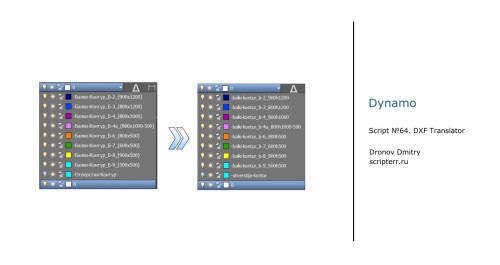 0
Балки-Контур_Б-2_(900х1200)
Балки-Контур_Б-3_(800х1200)
Балки-Контур_Б-4_(800х1000)
Балки-Контур_Б-4а_(800х1000-500)
Балки-Контур_Б-6_(800х500)
Балки-Контур_Б-7_(600х500)
Балки-Контур_Б-8_(900х500)
Балки-Контур_Б-9_(500х500)
Отверстия-Контур
0
0
balki-kontur_b-2_900h1200
balki-kontur_b-3_800h1200
balki-kontur_b-4_800h1000
balki-kontur_b-4a_800h1000-500
balki-kontur_b-6_800h500
balki-kontur_b-7_600h500
balki-kontur_b-8_900h500
balki-kontur_b-9_500h500
otverstija-kontur
0
Dynamo
Script №64. DXF Translator
Dronov Dmitry
scripterr.ru